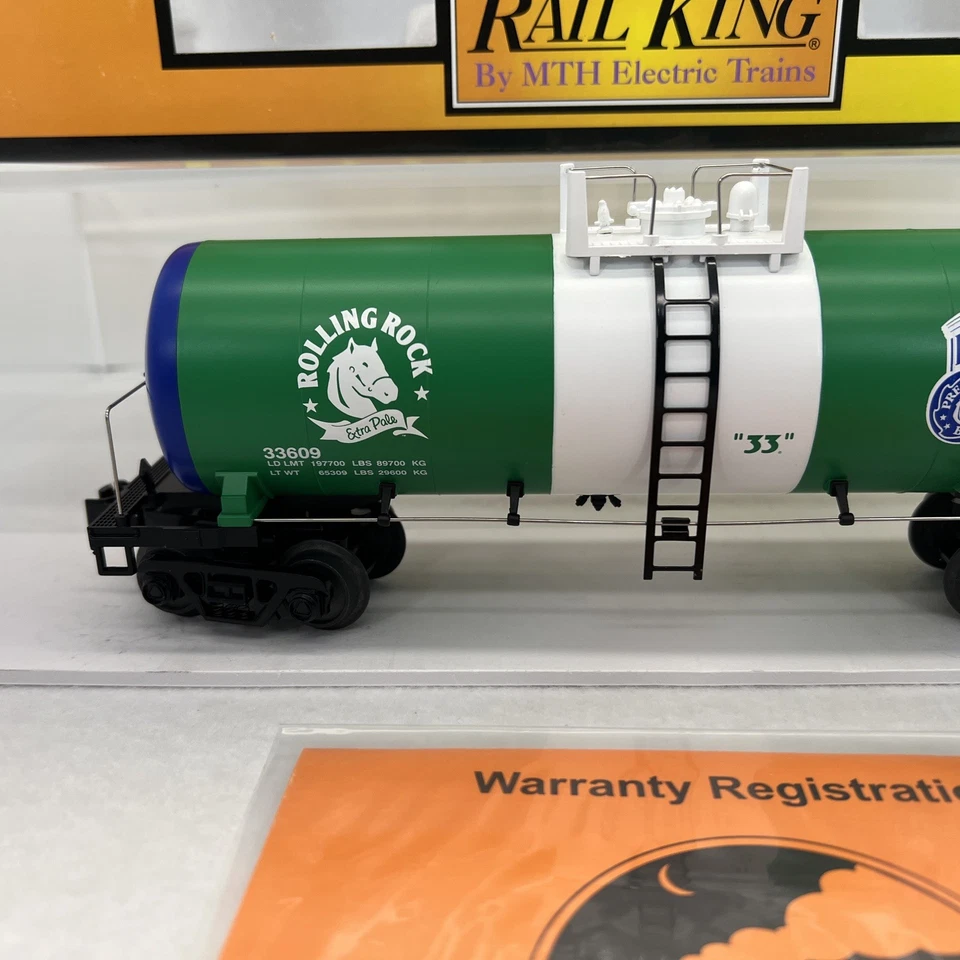 RAIL KING®
By MTH Electric Trains
ROLLING ROCK
Extra Pale
33609
LD LMT 197700 LBS 89700 KG
LT WT 65309 LBS 29600 KG
"33"
PRE
Warranty Registratio